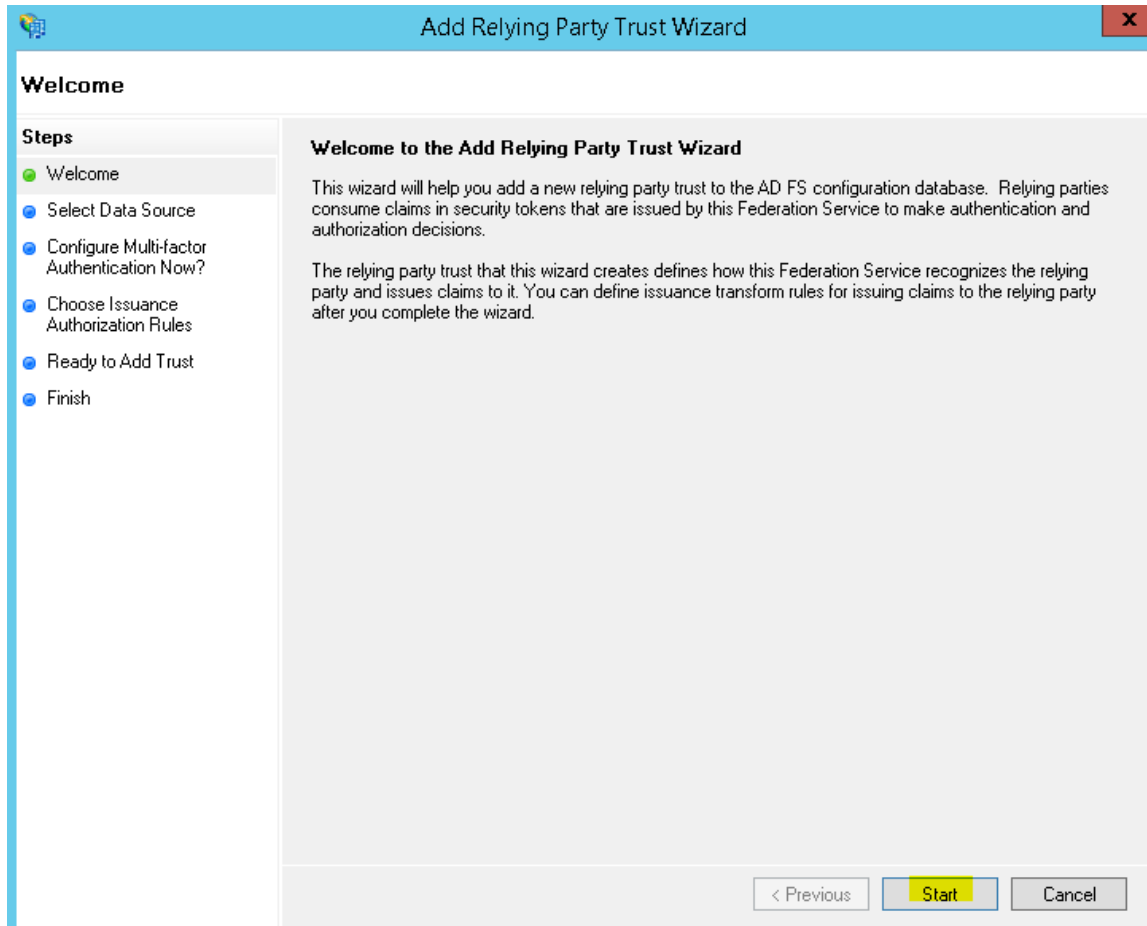 Add Relying Party Trust Wizard
x
Welcome
Steps
Welcome
Select Data Source
Configure Multi-factor
Authentication Now?
Choose Issuance
Authorization Rules
Ready to Add Trust
Finish
Welcome to the Add Relying Party Trust Wizard
This wizard will help you add a new relying party trust to the AD FS configuration database.  Relying parties
consume claims in security tokens that are issued by this Federation Service to make authentication and
authorization decisions.
The relying party trust that this wizard creates defines how this Federation Service recognizes the relying
party and issues claims to it. You can define issuance transform rules for issuing claims to the relying party
after you complete the wizard.
< Previous
Start
Cancel